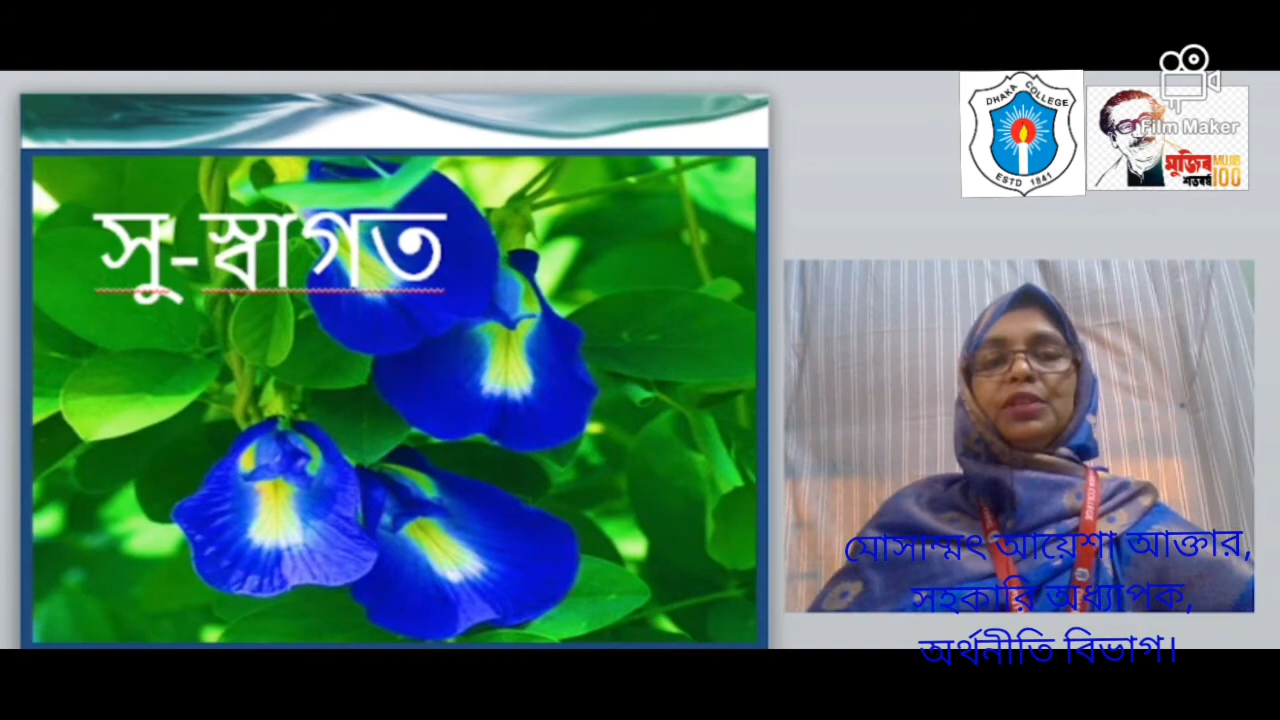 সু-স্বাগত
DHAKA COLLEGE
ESTD 1841
Film Maker
মুজিব MUJIB
শতবর্ষ 100
মোসাম্মৎ আয়েশা আক্তার,
সহকারি অধ্যাপক,
অর্থনীতি বিভাগ।